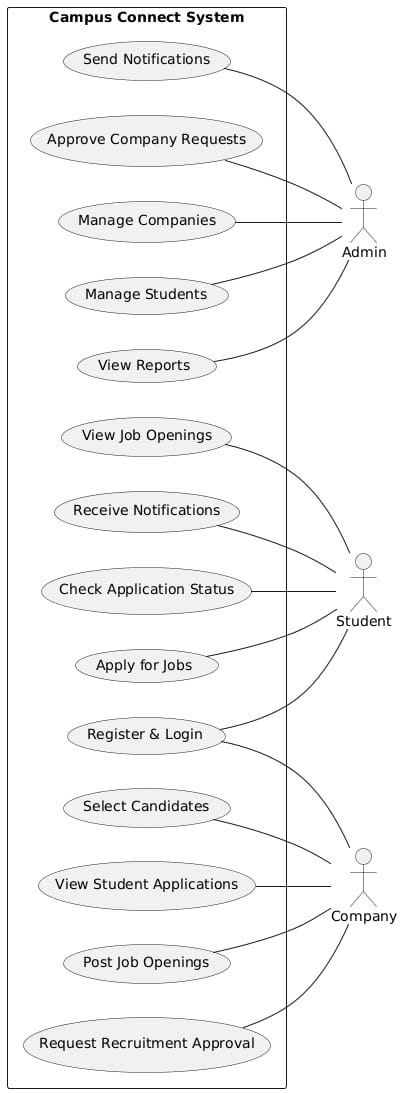 Campus Connect System
Send Notifications
Approve Company Requests
Manage Companies
Admin
Manage Students
View Reports
View Job Openings
Receive Notifications
Check Application Status
Student
Apply for Jobs
Register & Login
Select Candidates
View Student Applications
Company
Post Job Openings
Request Recruitment Approval